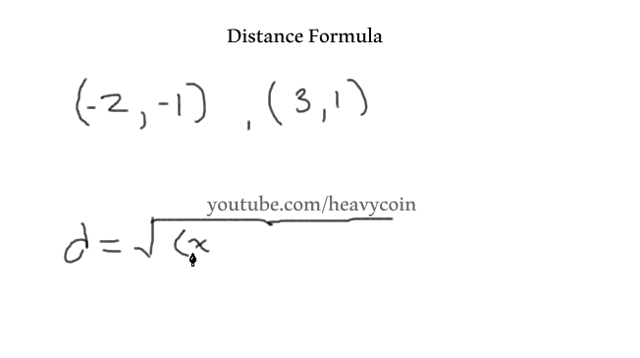 Distance Formula
(-2, -1) , (3, 1)
youtube.com/heavycoin
d = √(x